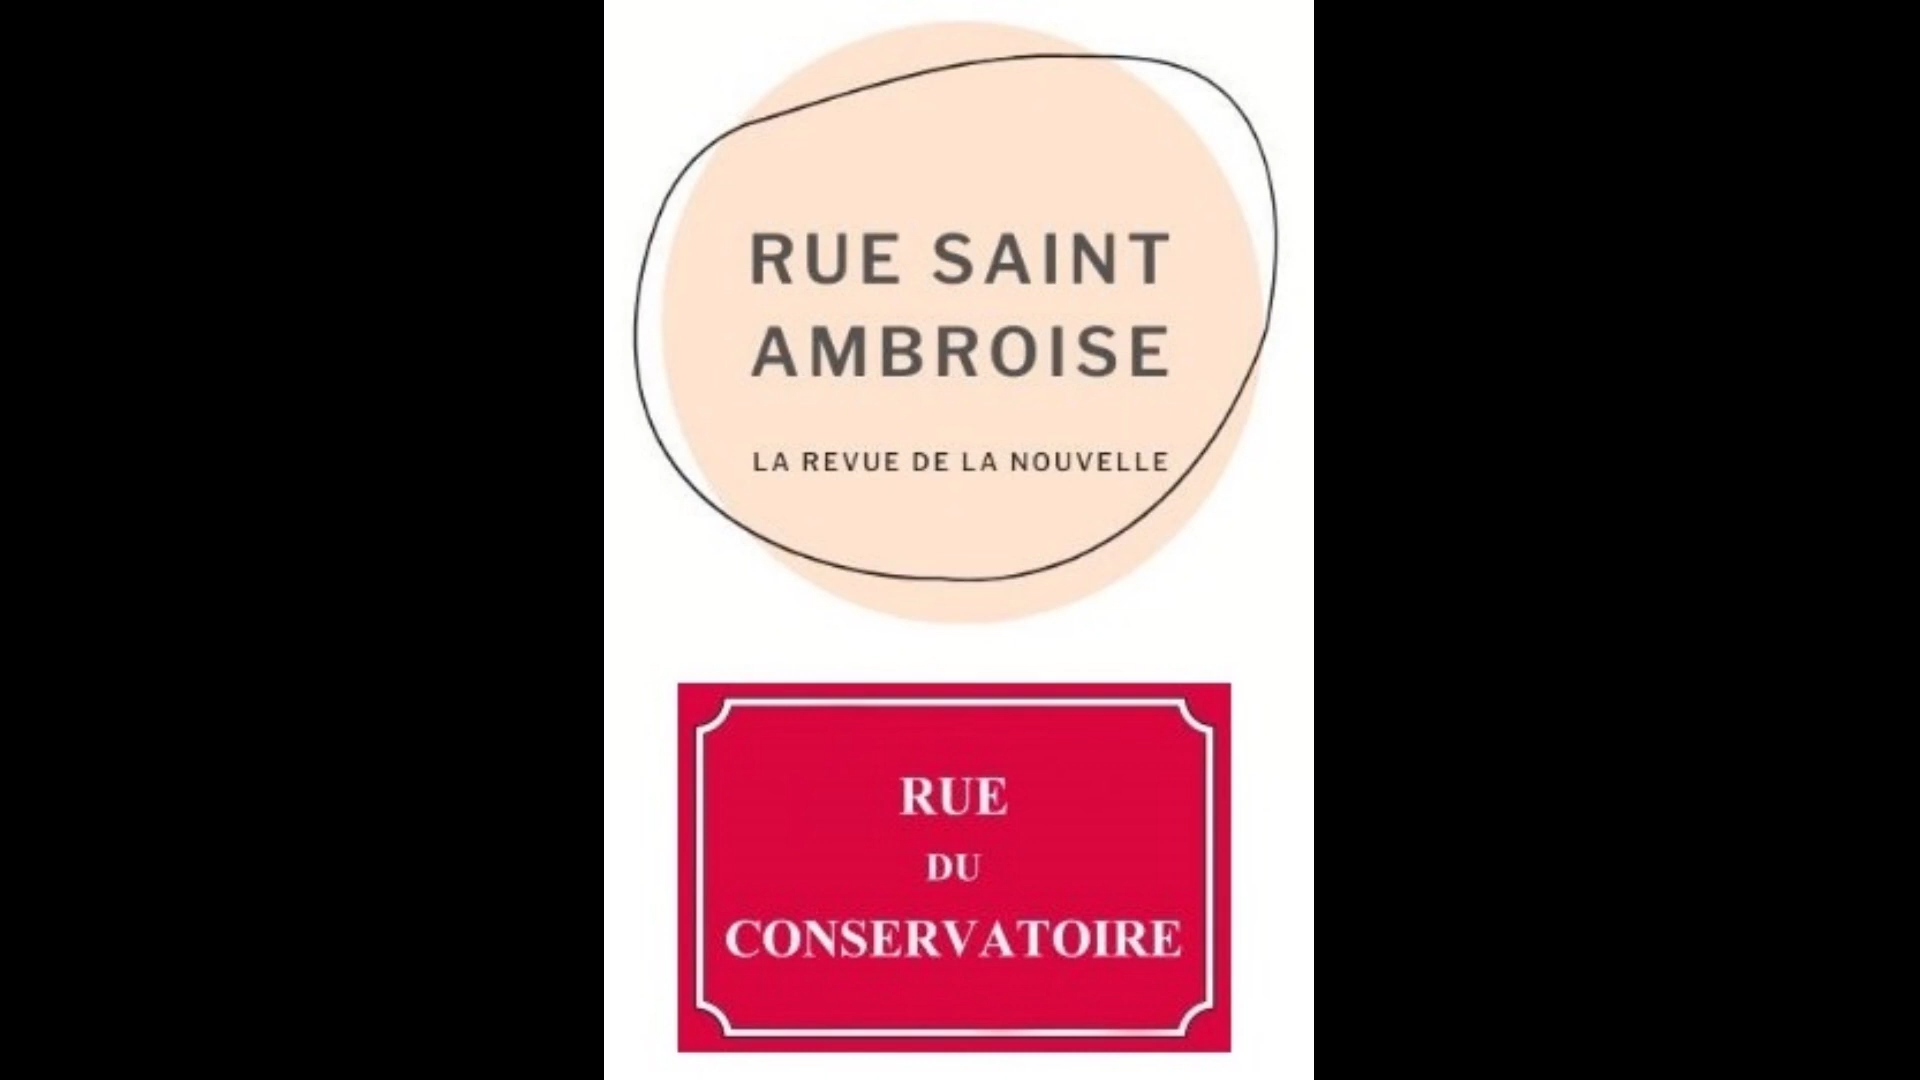 RUE SAINT
AMBROISE
LA REVUE DE LA NOUVELLE
RUE
DU
CONSERVATOIRE